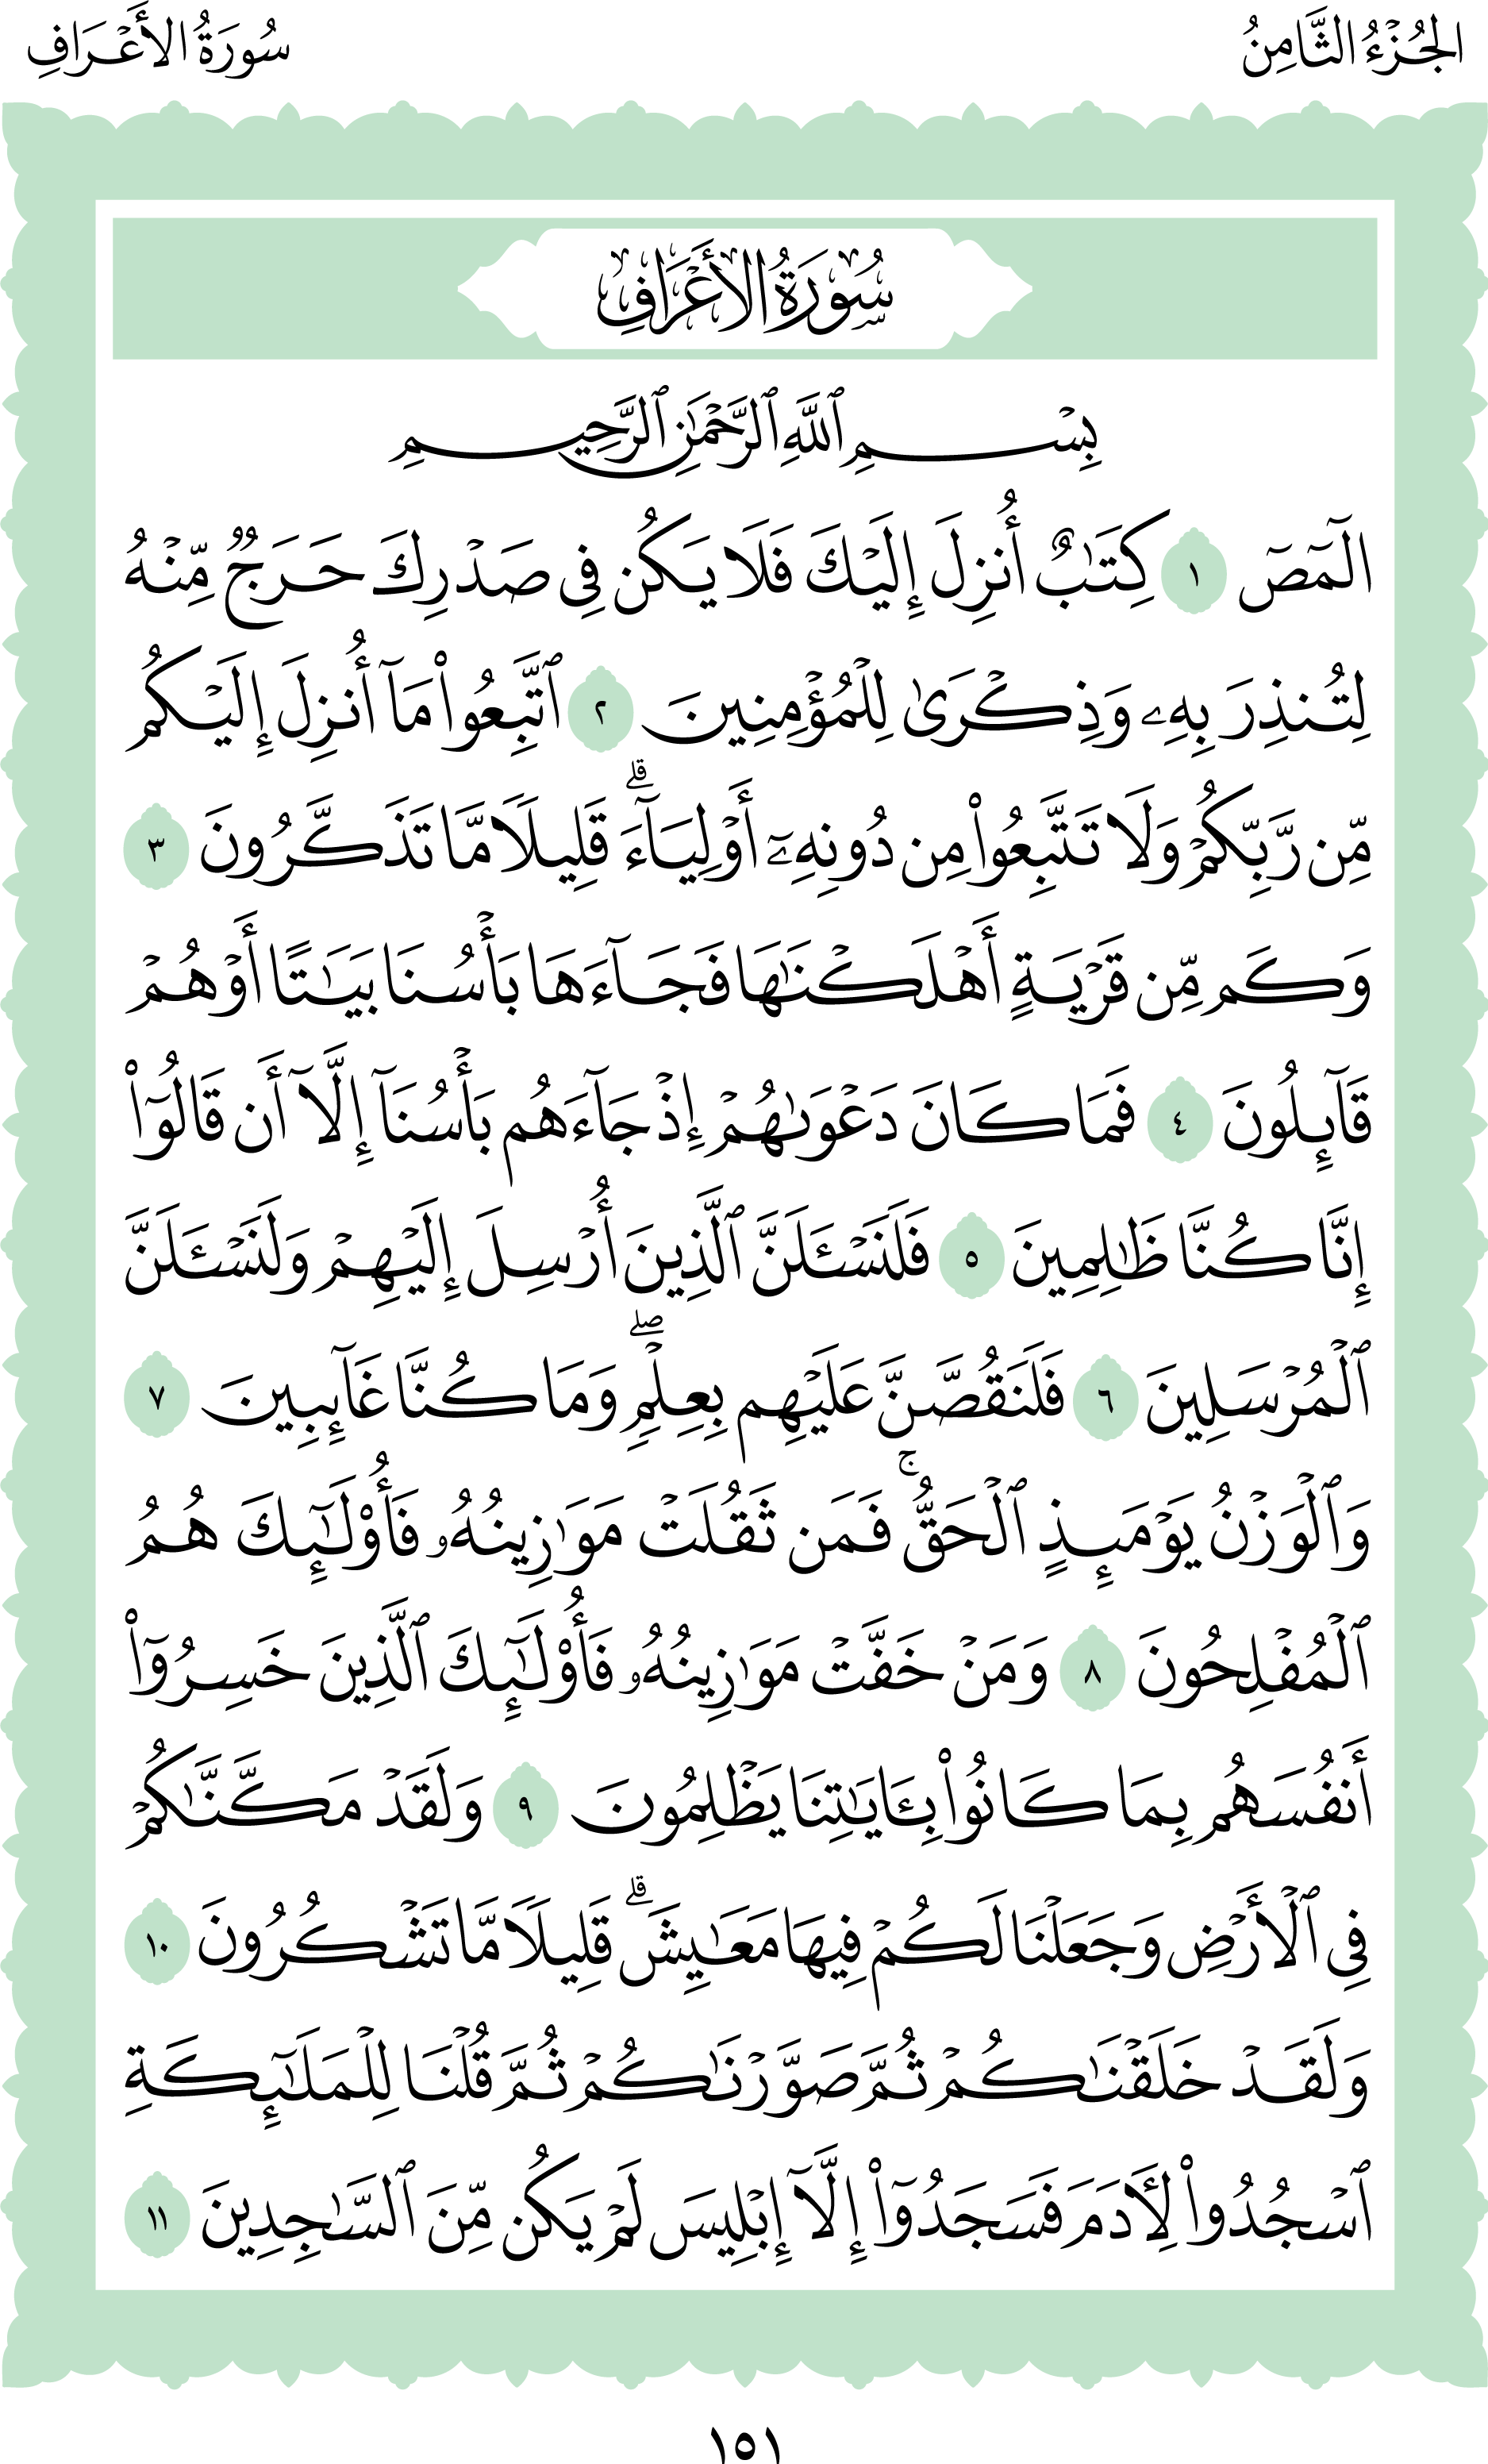 الجُزْءُ الثَّامِنُ
سُورَةُ الأَعْرَافِ
سُورَةُ الأَعْرَافِ
بِسْمِ ٱللَّهِ ٱلرَّحْمَٰنِ ٱلرَّحِيمِ
الٓمٓصٓ ١ كِتَٰبٌ أُنزِلَ إِلَيْكَ فَلَا يَكُن فِى صَدْرِكَ حَرَجٌ مِّنْهُ
لِتُنذِرَ بِهِۦ وَذِكْرَىٰ لِلْمُؤْمِنِينَ ٢ ٱتَّبِعُوا۟ مَآ أُنزِلَ إِلَيْكُم
مِّن رَّبِّكُمْ وَلَا تَتَّبِعُوا۟ مِن دُونِهِۦٓ أَوْلِيَآءَ ۗ قَلِيلًا مَّا تَذَكَّرُونَ ٣
وَكَم مِّن قَرْيَةٍ أَهْلَكْنَٰهَا فَجَآءَهَا بَأْسُنَا بَيَٰتًا أَوْ هُمْ
قَآئِلُونَ ٤ فَمَا كَانَ دَعْوَىٰهُمْ إِذْ جَآءَهُم بَأْسُنَآ إِلَّآ أَن قَالُوٓا۟
إِنَّا كُنَّا ظَٰلِمِينَ ٥ فَلَنَسْـَٔلَنَّ ٱلَّذِينَ أُرْسِلَ إِلَيْهِمْ وَلَنَسْـَٔلَنَّ
ٱلْمُرْسَلِينَ ٦ فَلَنَقُصَّنَّ عَلَيْهِم بِعِلْمٍ ۖ وَمَا كُنَّا غَآئِبِينَ ٧
وَٱلْوَزْنُ يَوْمَئِذٍ ٱلْحَقُّ ۚ فَمَن ثَقُلَتْ مَوَٰزِينُهُۥ فَأُو۟لَٰٓئِكَ هُمُ
ٱلْمُفْلِحُونَ ٨ وَمَنْ خَفَّتْ مَوَٰزِينُهُۥ فَأُو۟لَٰٓئِكَ ٱلَّذِينَ خَسِرُوٓا۟
أَنفُسَهُم بِمَا كَانُوا۟ بِـَٔايَٰتِنَا يَظْلِمُونَ ٩ وَلَقَدْ مَكَّنَّٰكُمْ
فِى ٱلْأَرْضِ وَجَعَلْنَا لَكُمْ فِيهَا مَعَٰيِشَ ۗ قَلِيلًا مَّا تَشْكُرُونَ ١٠
وَلَقَدْ خَلَقْنَٰكُمْ ثُمَّ صَوَّرْنَٰكُمْ ثُمَّ قُلْنَا لِلْمَلَٰٓئِكَةِ
ٱسْجُدُوا۟ لِـَٔادَمَ فَسَجَدُوٓا۟ إِلَّآ إِبْلِيسَ لَمْ يَكُن مِّنَ ٱلسَّٰجِدِينَ ١١
١٥١